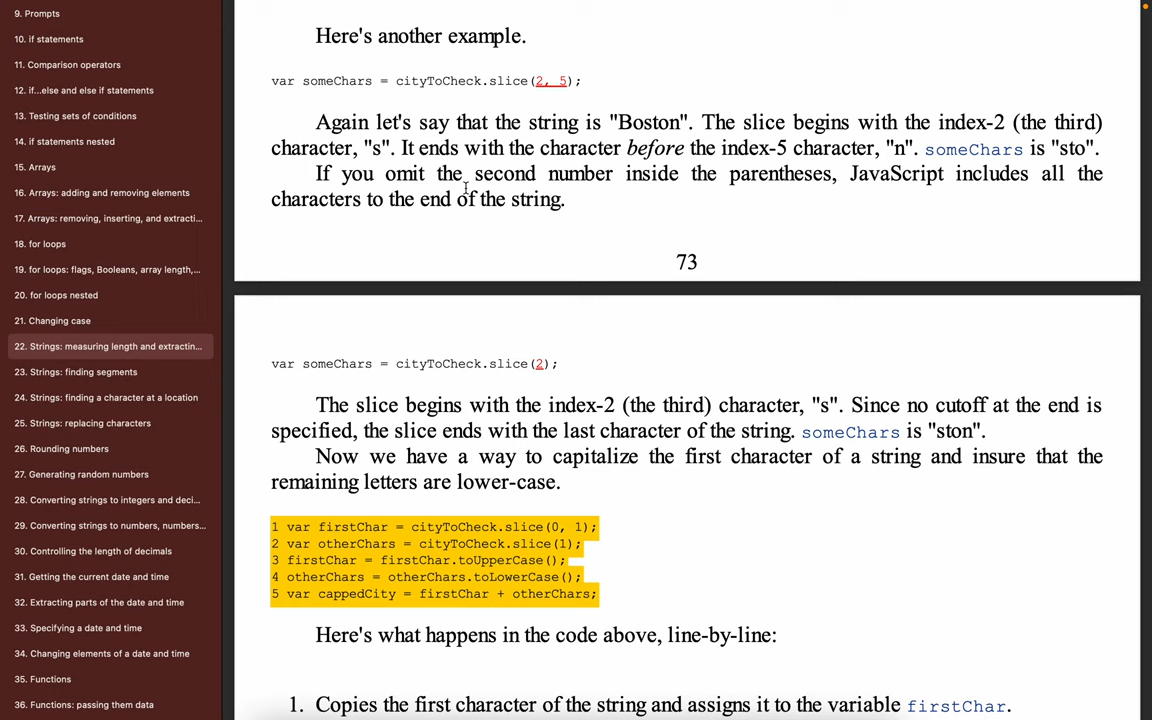 9. Prompts
10. if statements
11. Comparison operators
12. if...else and else if statements
13. Testing sets of conditions
14. if statements nested
15. Arrays
16. Arrays: adding and removing elements
17. Arrays: removing, inserting, and extracti...
18. for loops
19. for loops: flags, Booleans, array length,...
20. for loops nested
21. Changing case
22. Strings: measuring length and extractin...
23. Strings: finding segments
24. Strings: finding a character at a location
25. Strings: replacing characters
26. Rounding numbers
27. Generating random numbers
28. Converting strings to integers and deci...
29. Converting strings to numbers, numbers...
30. Controlling the length of decimals
31. Getting the current date and time
32. Extracting parts of the date and time
33. Specifying a date and time
34. Changing elements of a date and time
35. Functions
36. Functions: passing them data
Here's another example.
var someChars = cityToCheck.slice(2, 5);
Again let's say that the string is "Boston". The slice begins with the index-2 (the third)
character, "s". It ends with the character before the index-5 character, "n". someChars is "sto".
If you omit the second number inside the parentheses, JavaScript includes all the
characters to the end of the string.
73
var someChars = cityToCheck.slice(2);
The slice begins with the index-2 (the third) character, "s". Since no cutoff at the end is
specified, the slice ends with the last character of the string. someChars is "ston".
Now we have a way to capitalize the first character of a string and insure that the
remaining letters are lower-case.
1 var firstChar = cityToCheck.slice(0, 1);
2 var otherChars = cityToCheck.slice(1);
3 firstChar = firstChar.toUpperCase();
4 otherChars = otherChars.toLowerCase();
5 var cappedCity = firstChar + otherChars;
Here's what happens in the code above, line-by-line:
1. Copies the first character of the string and assigns it to the variable firstChar.